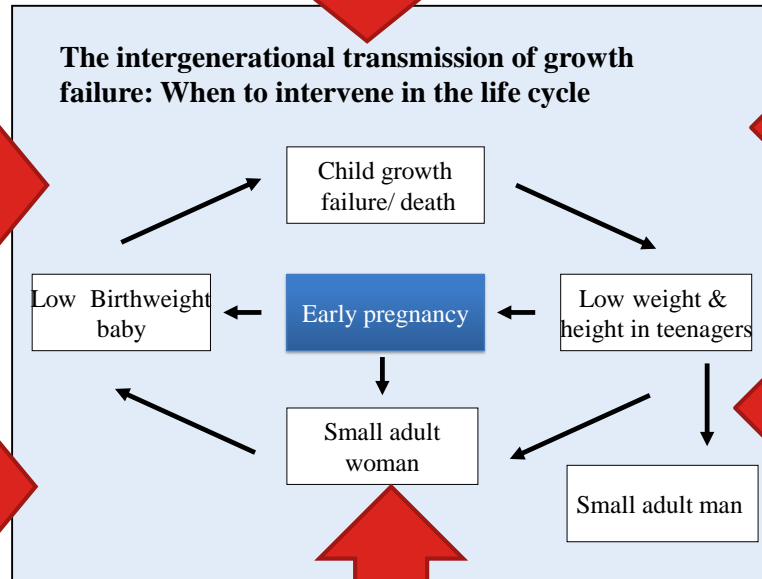 The intergenerational transmission of growth
failure: When to intervene in the life cycle
Child growth
failure/ death
Low Birthweight
baby
Early pregnancy
Low weight &
height in teenagers
Small adult
woman
Small adult man